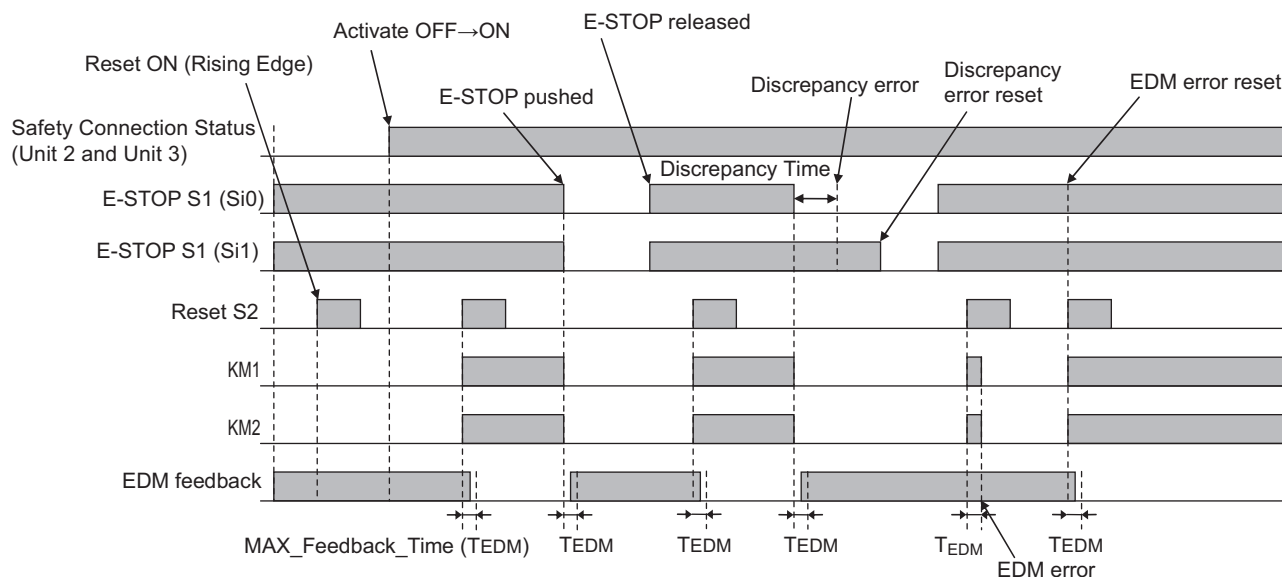 E-STOP released
Activate OFF→ON
Reset ON (Rising Edge)
Discrepancy error
Discrepancy
error reset
EDM error reset
E-STOP pushed
Safety Connection Status
(Unit 2 and Unit 3)
Discrepancy Time
E-STOP S1 (Si0)
E-STOP S1 (Si1)
Reset S2
KM1
KM2
EDM feedback
MAX_Feedback_Time (TEDM)
TEDM
TEDM
TEDM
TEDM
TEDM
EDM error